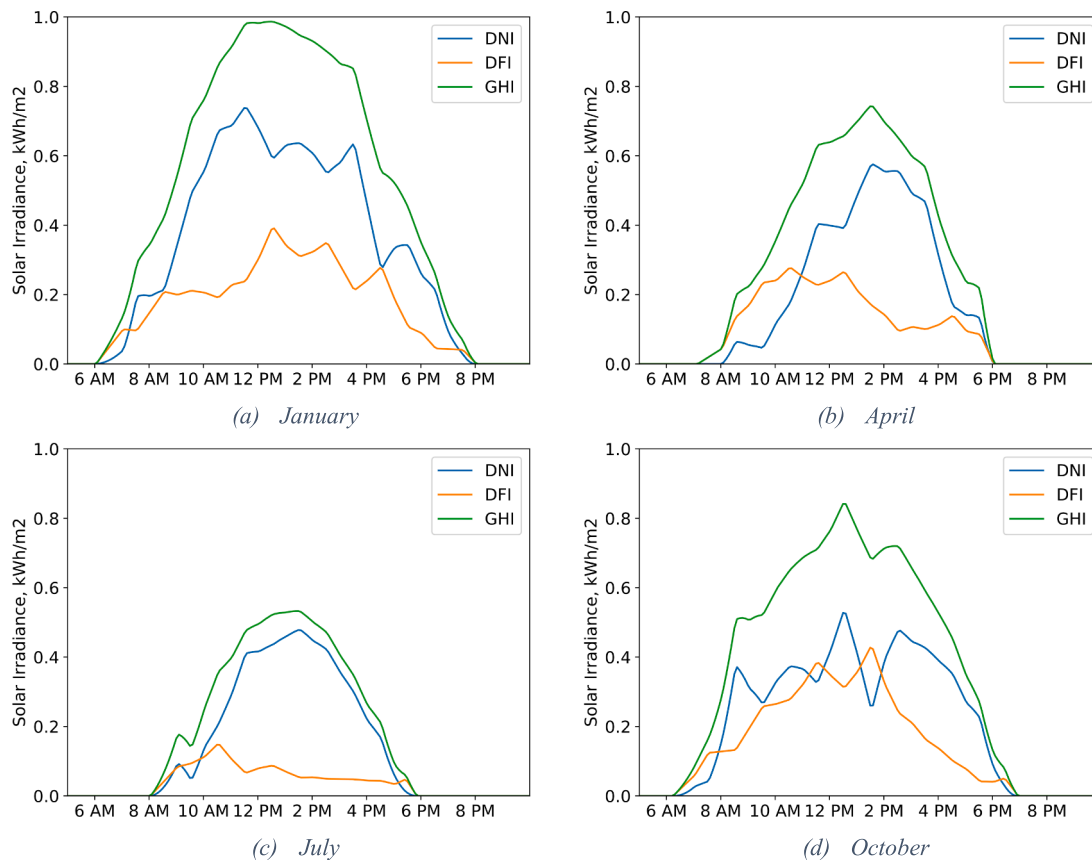 1.0
0.8
0.6
0.4
0.2
0.0
Solar Irradiance, kWh/m2
DNI
DFI
GHI
6 AM 8 AM 10 AM 12 PM 2 PM 4 PM 6 PM 8 PM
(a) January
1.0
0.8
0.6
0.4
0.2
0.0
Solar Irradiance, kWh/m2
DNI
DFI
GHI
6 AM 8 AM 10 AM 12 PM 2 PM 4 PM 6 PM 8 PM
(b) April
1.0
0.8
0.6
0.4
0.2
0.0
Solar Irradiance, kWh/m2
DNI
DFI
GHI
6 AM 8 AM 10 AM 12 PM 2 PM 4 PM 6 PM 8 PM
(c) July
1.0
0.8
0.6
0.4
0.2
0.0
Solar Irradiance, kWh/m2
DNI
DFI
GHI
6 AM 8 AM 10 AM 12 PM 2 PM 4 PM 6 PM 8 PM
(d) October